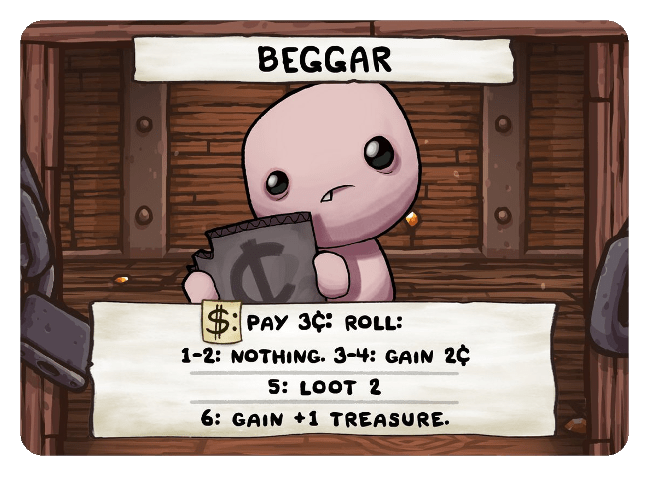 BEGGAR
¢
$: PAY 3¢: ROLL:
1-2: NOTHING. 3-4: GAIN 2¢
5: LOOT 2
6: GAIN +1 TREASURE.